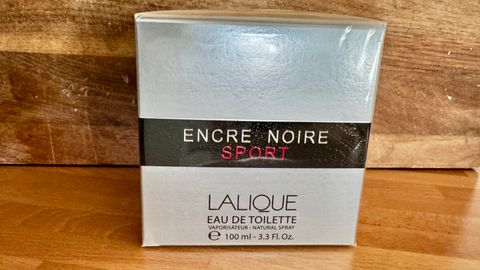 ENCRE NOIRE
SPORT
LALIQUE
EAU DE TOILETTE
VAPORISATEUR - NATURAL SPRAY
℮ 100 ml - 3.3 Fl. Oz.